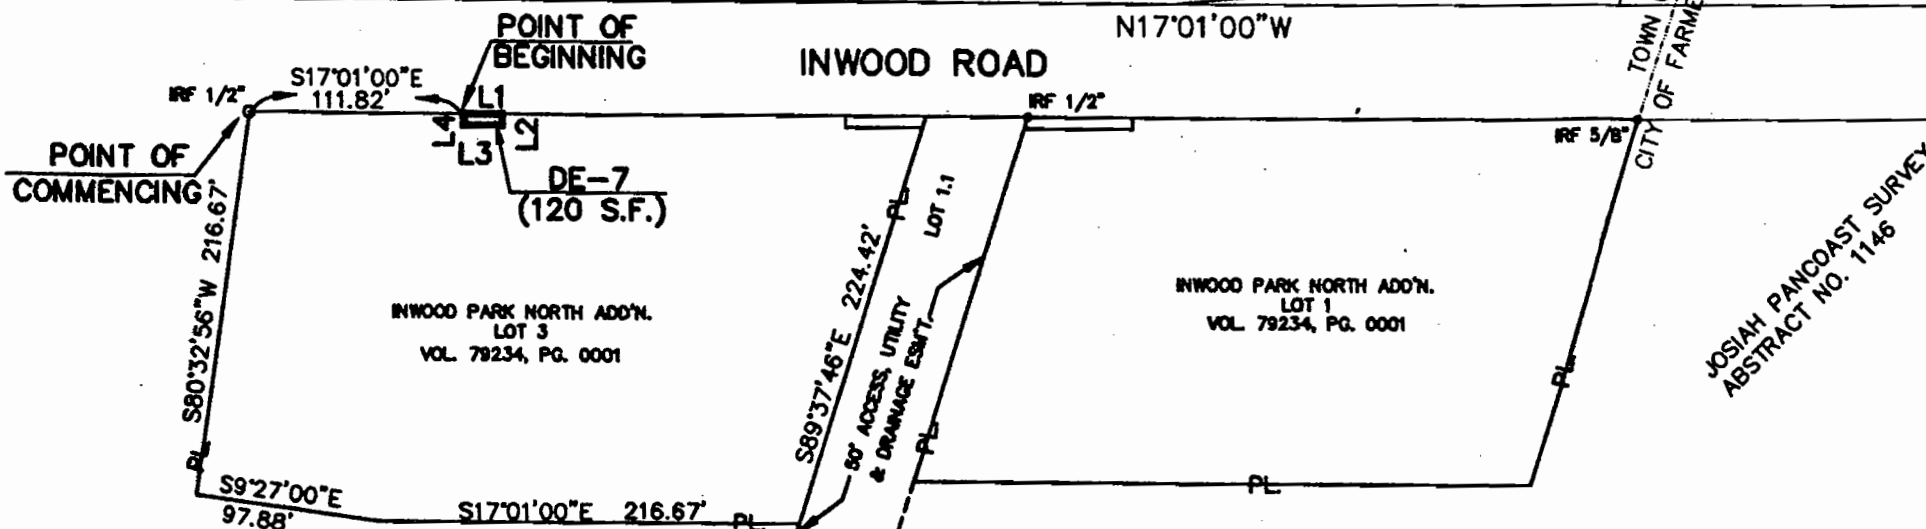 POINT OF
BEGINNING
N17°01'00"W
INWOOD ROAD
TOWN
CITY OF FARME
S17°01'00"E
111.82'
IRF 1/2"
L1
L4
L2
L3
IRF 1/2"
IRF 5/8"
POINT OF
COMMENCING
DE-7
(120 S.F.)
S80°32'56"W 216.67'
PL
INWOOD PARK NORTH ADD'N.
LOT 3
VOL. 79234, PG. 0001
S89°37'46"E 224.42'
PL
LOT 1.1
60' ACCESS, UTILITY
& DRAINAGE ESM'T.
PL
INWOOD PARK NORTH ADD'N.
LOT 1
VOL. 79234, PG. 0001
PL
PL
JOSIAH PANCOAST SURVEY
ABSTRACT NO. 1146
S9°27'00"E
97.88'
S17°01'00"E 216.67'
PL